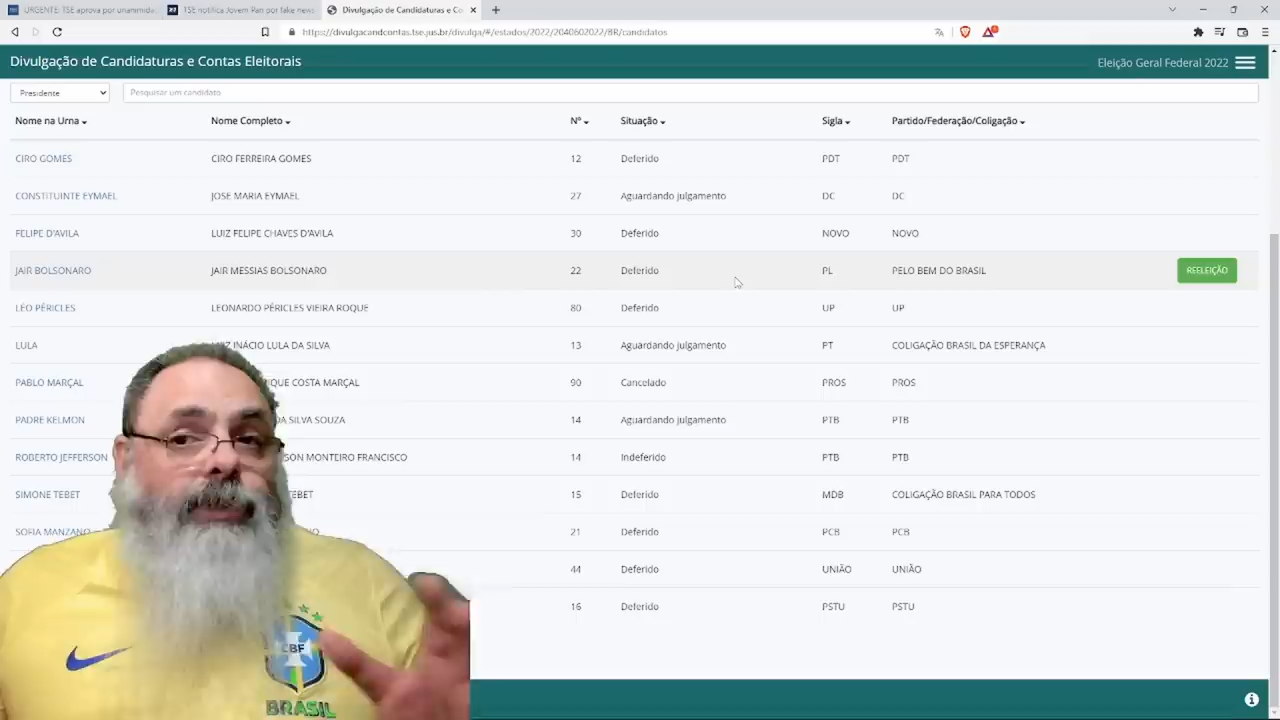 URGENTE: TSE aprova por unanimida
TSE notifica Jovem Pan por fake news
Divulgação de Candidaturas e Co
https://divulgacandcontas.tse.jus.br/divulga/#/estados/2022/2040602022/BR/candidatos
Divulgação de Candidaturas e Contas Eleitorais
Eleição Geral Federal 2022
Presidente
Pesquisar um candidato
Nome na Urna Nome Completo Nº Situação Sigla Partido/Federação/Coligação
CIRO GOMES CIRO FERREIRA GOMES 12 Deferido PDT PDT
CONSTITUINTE EYMAEL JOSE MARIA EYMAEL 27 Aguardando julgamento DC DC
FELIPE D'AVILA LUIZ FELIPE CHAVES D'AVILA 30 Deferido NOVO NOVO
JAIR BOLSONARO JAIR MESSIAS BOLSONARO 22 Deferido PL PELO BEM DO BRASIL REELEIÇÃO
LÉO PÉRICLES LEONARDO PÉRICLES VIEIRA ROQUE 80 Deferido UP UP
LULA INÁCIO LULA DA SILVA 13 Aguardando julgamento PT COLIGAÇÃO BRASIL DA ESPERANÇA
PABLO MARÇAL IQUE COSTA MARÇAL 90 Cancelado PROS PROS
PADRE KELMON DA SILVA SOUZA 14 Aguardando julgamento PTB PTB
ROBERTO JEFFERSON SON MONTEIRO FRANCISCO 14 Indeferido PTB PTB
SIMONE TEBET TEBET 15 Deferido MDB COLIGAÇÃO BRASIL PARA TODOS
SOFIA MANZANO 21 Deferido PCB PCB
44 Deferido UNIÃO UNIÃO
16 Deferido PSTU PSTU
CBF
BRASIL